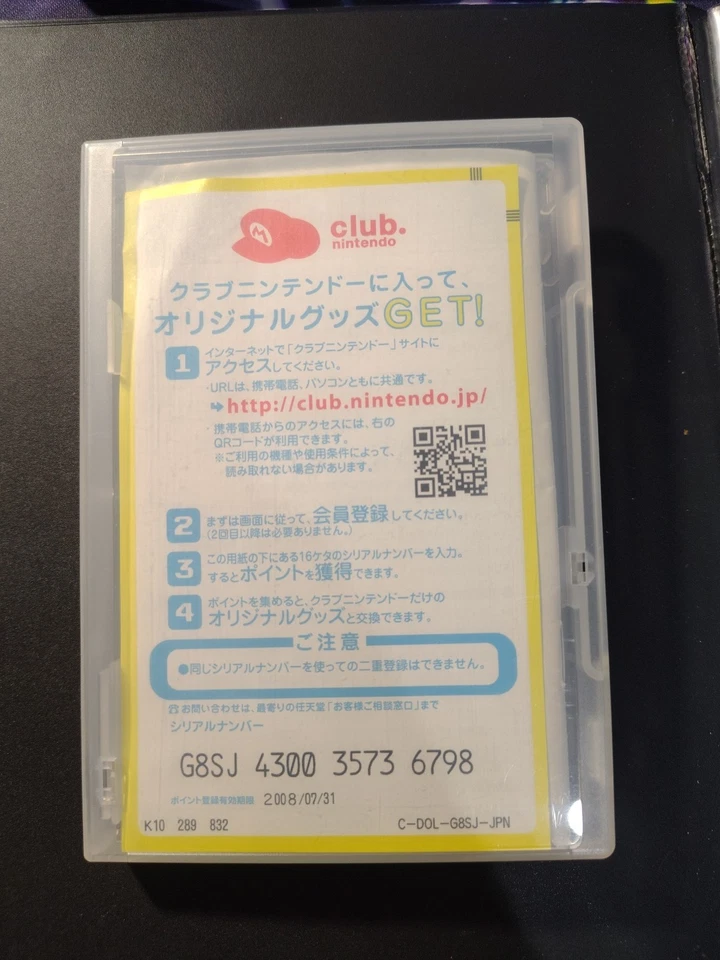 M
club.
nintendo
クラブニンテンドーに入って、
オリジナルグッズGET!
1 インターネットで「クラブニンテンドー」サイトに
アクセスしてください。
・URLは、携帯電話、パソコンともに共通です。
http://club.nintendo.jp/
・携帯電話からのアクセスには、右の
QRコードが利用できます。
※ご利用の機種や使用条件によって、
読み取れない場合があります。
2 まずは画面に従って、会員登録してください。
(2回目以降は必要ありません。)
3 この用紙の下にある16ケタのシリアルナンバーを入力。
するとポイントを獲得できます。
4 ポイントを集めると、クラブニンテンドーだけの
オリジナルグッズと交換できます。
ご注意
●同じシリアルナンバーを使っての二重登録はできません。
☎お問い合わせは、最寄りの任天堂「お客様ご相談窓口」まで
シリアルナンバー
G8SJ 4300 3573 6798
ポイント登録有効期限 2008/07/31
K10 289 832 C-DOL-G8SJ-JPN